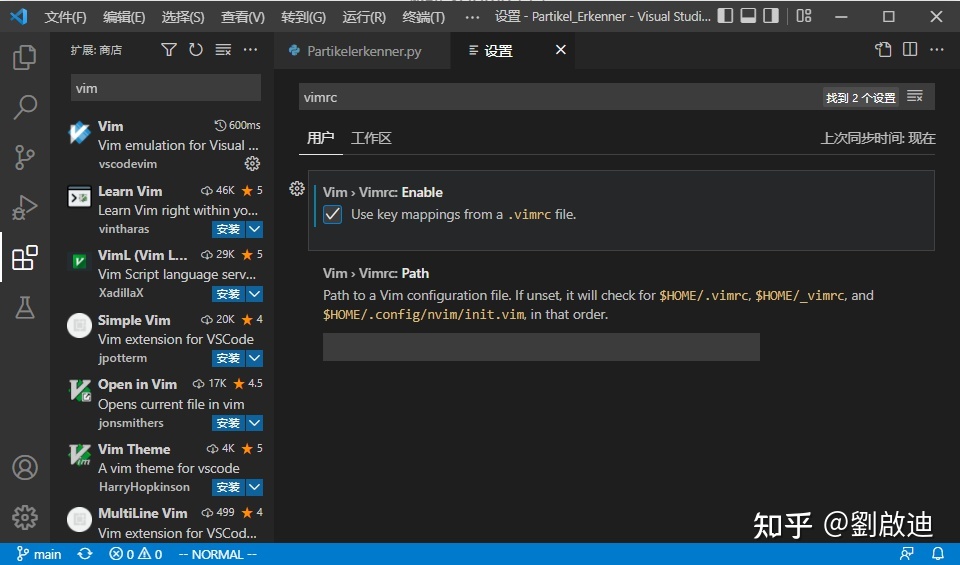 文件(F) 编辑(E) 选择(S) 查看(V) 转到(G) 运行(R) 终端(T) ··· 设置 - Partikel_Erkenner - Visual Studi...
扩展: 商店
vim
Vim 600ms
Vim emulation for Visual ...
vscodevim
Learn Vim 46K 5
Learn Vim right within yo...
vintharas 安装
VimL (Vim L... 29K 5
Vim Script language serv...
XadillaX 安装
Simple Vim 20K 4
Vim extension for VSCode
jpotterm 安装
Open in Vim 17K 4.5
Opens current file in vim
jonsmithers 安装
Vim Theme 4K 5
A vim theme for vscode
HarryHopkinson 安装
MultiLine Vim 499 4
Vim extension for VSCod...
Partikelerkenner.py 设置
vimrc 找到 2 个设置
用户 工作区 上次同步时间: 现在
Vim › Vimrc: Enable
Use key mappings from a .vimrc file.
Vim › Vimrc: Path
Path to a Vim configuration file. If unset, it will check for $HOME/.vimrc, $HOME/_vimrc, and
$HOME/.config/nvim/init.vim, in that order.
知乎 @劉啟迪
main 0 0 -- NORMAL --